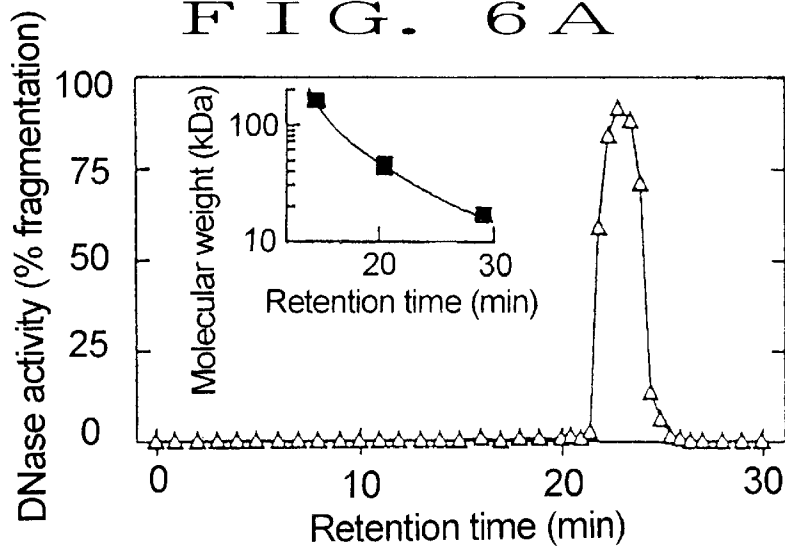 FIG. 6A
DNase activity (% fragmentation)
100
75
50
25
0
0
10
20
30
Retention time (min)
Molecular weight (kDa)
100
10
20
30
Retention time (min)